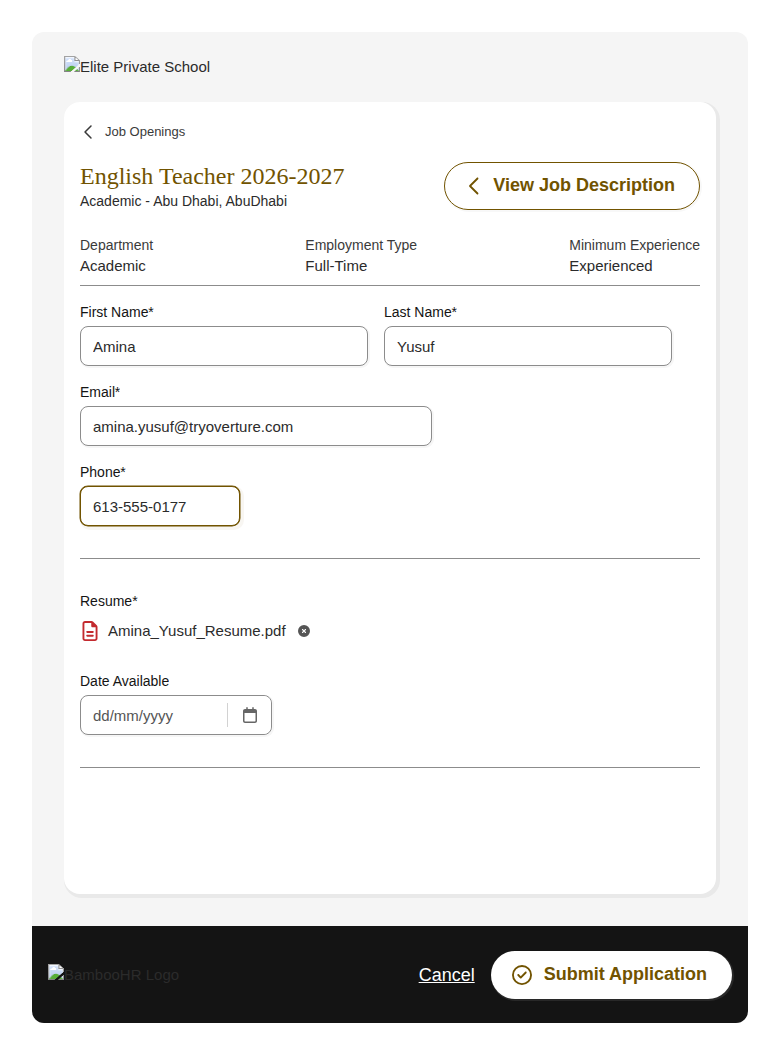 Elite Private School
Job Openings
English Teacher 2026-2027
Academic - Abu Dhabi, AbuDhabi
View Job Description
Department
Employment Type
Minimum Experience
Academic
Full-Time
Experienced
First Name*
Last Name*
Amina
Yusuf
Email*
amina.yusuf@tryoverture.com
Phone*
613-555-0177
Resume*
Amina_Yusuf_Resume.pdf
Date Available
dd/mm/yyyy
BambooHR Logo
Cancel
Submit Application